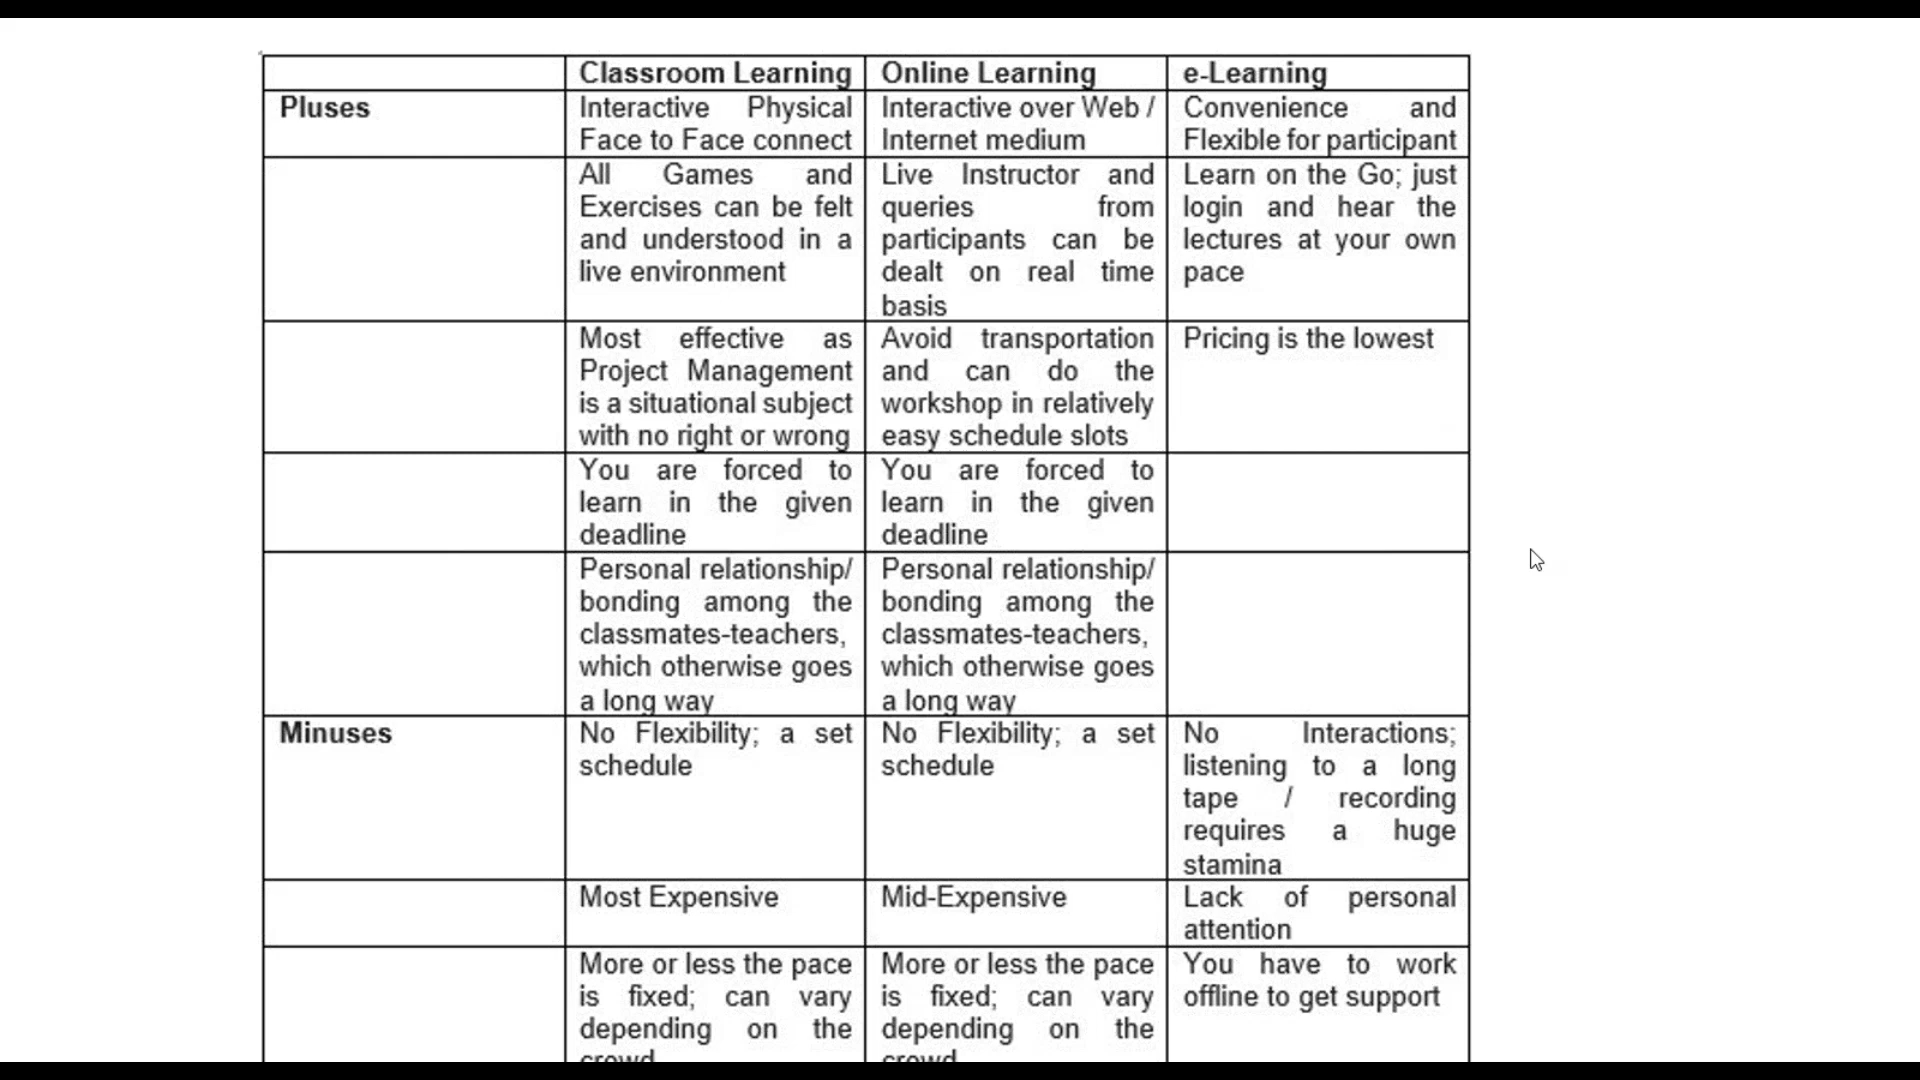 Classroom Learning Online Learning e-Learning
Pluses
Interactive Physical
Face to Face connect
Interactive over Web /
Internet medium
Convenience and
Flexible for participant
All Games and
Exercises can be felt
and understood in a
live environment
Live Instructor and
queries from
participants can be
dealt on real time
basis
Learn on the Go; just
login and hear the
lectures at your own
pace
Most effective as
Project Management
is a situational subject
with no right or wrong
Avoid transportation
and can do the
workshop in relatively
easy schedule slots
Pricing is the lowest
You are forced to
learn in the given
deadline
You are forced to
learn in the given
deadline
Personal relationship/
bonding among the
classmates-teachers,
which otherwise goes
a long way
Personal relationship/
bonding among the
classmates-teachers,
which otherwise goes
a long way
Minuses
No Flexibility; a set
schedule
No Flexibility; a set
schedule
No Interactions;
listening to a long
tape / recording
requires a huge
stamina
Most Expensive
Mid-Expensive
Lack of personal
attention
More or less the pace
is fixed; can vary
depending on the
crowd
More or less the pace
is fixed; can vary
depending on the
crowd
You have to work
offline to get support